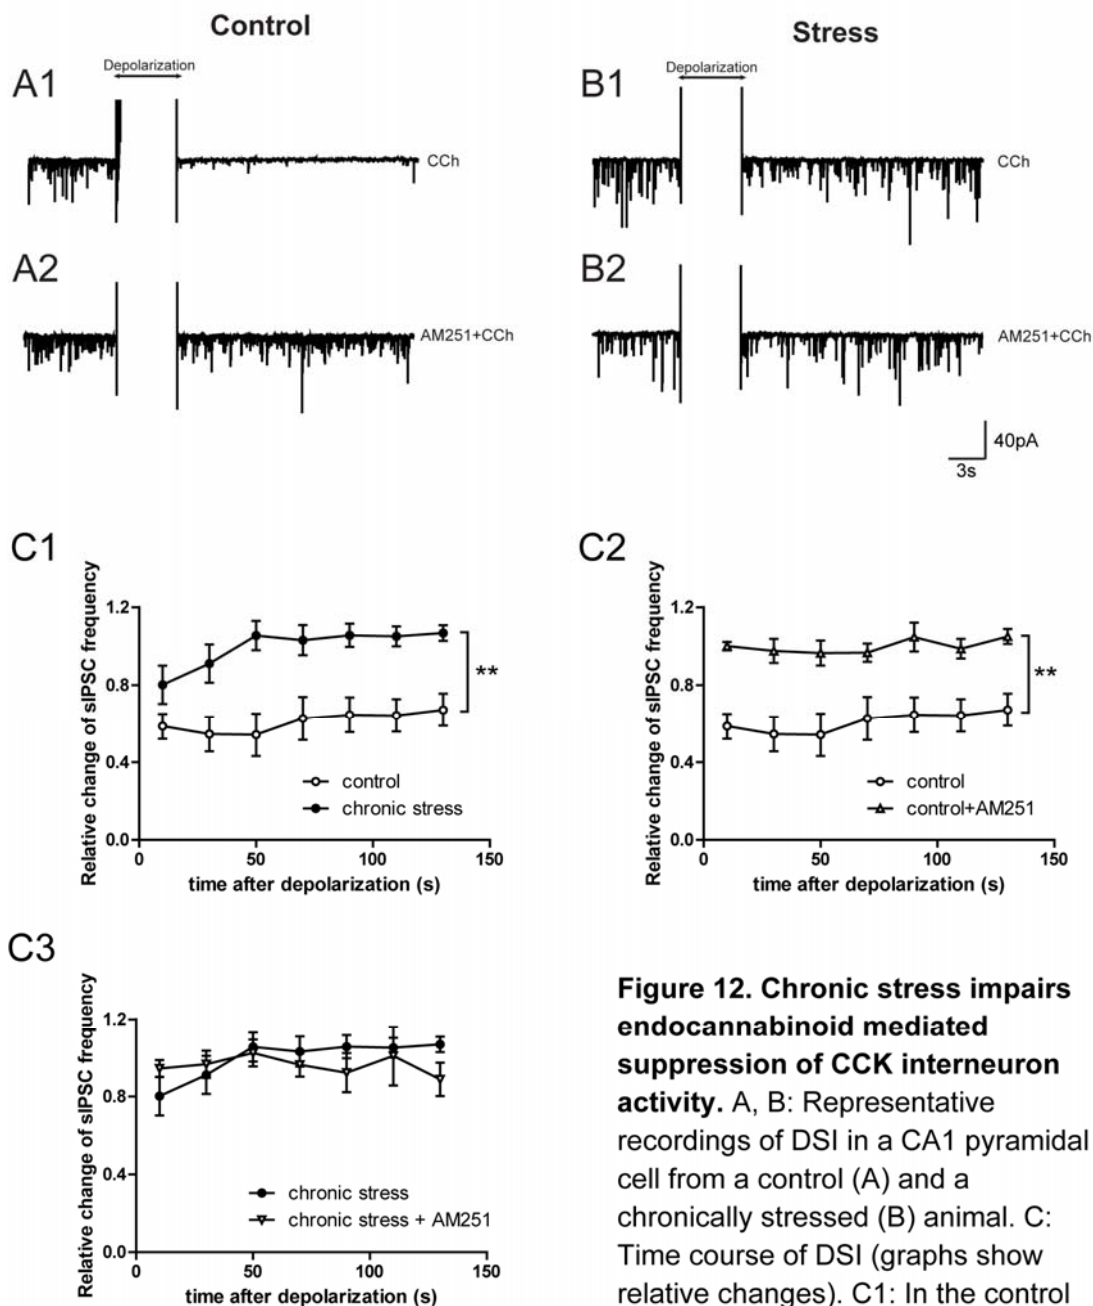 Control
Stress
A1
Depolarization
CCh
B1
Depolarization
CCh
A2
AM251+CCh
B2
AM251+CCh
40pA
3s
C1
Relative change of sIPSC frequency
1.2
0.8
0.4
0.0
0
50
100
150
time after depolarization (s)
control
chronic stress
**
C2
Relative change of sIPSC frequency
1.2
0.8
0.4
0.0
0
50
100
150
time after depolarization (s)
control
control+AM251
**
C3
Relative change of sIPSC frequency
1.2
0.8
0.4
0.0
0
50
100
150
time after depolarization (s)
chronic stress
chronic stress + AM251
Figure 12. Chronic stress impairs
endocannabinoid mediated
suppression of CCK interneuron
activity. A, B: Representative
recordings of DSI in a CA1 pyramidal
cell from a control (A) and a
chronically stressed (B) animal. C:
Time course of DSI (graphs show
relative changes). C1: In the control